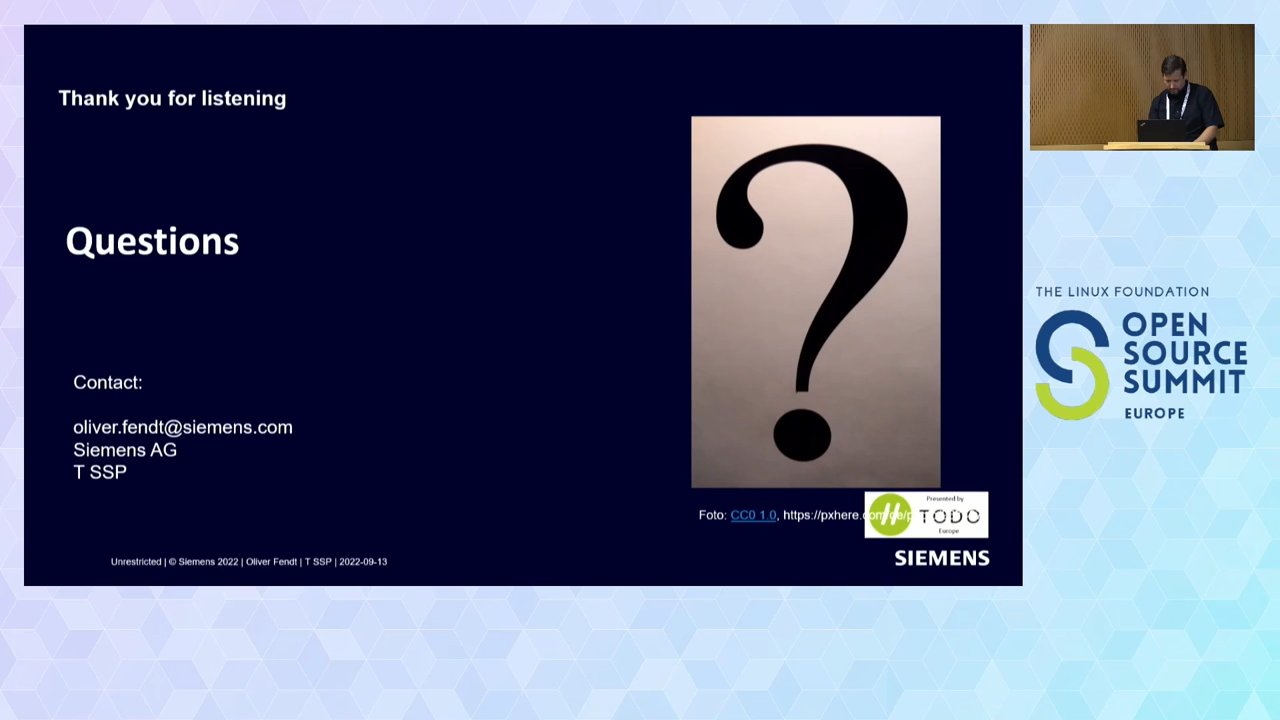 Thank you for listening
Questions
Contact:
oliver.fendt@siemens.com
Siemens AG
T SSP
Foto: CC0 1.0, https://pxhere.com/de/p
Presented by
TODO
Europe
SIEMENS
Unrestricted | © Siemens 2022 | Oliver Fendt | T SSP | 2022-09-13
THE LINUX FOUNDATION
OPEN
SOURCE
SUMMIT
EUROPE